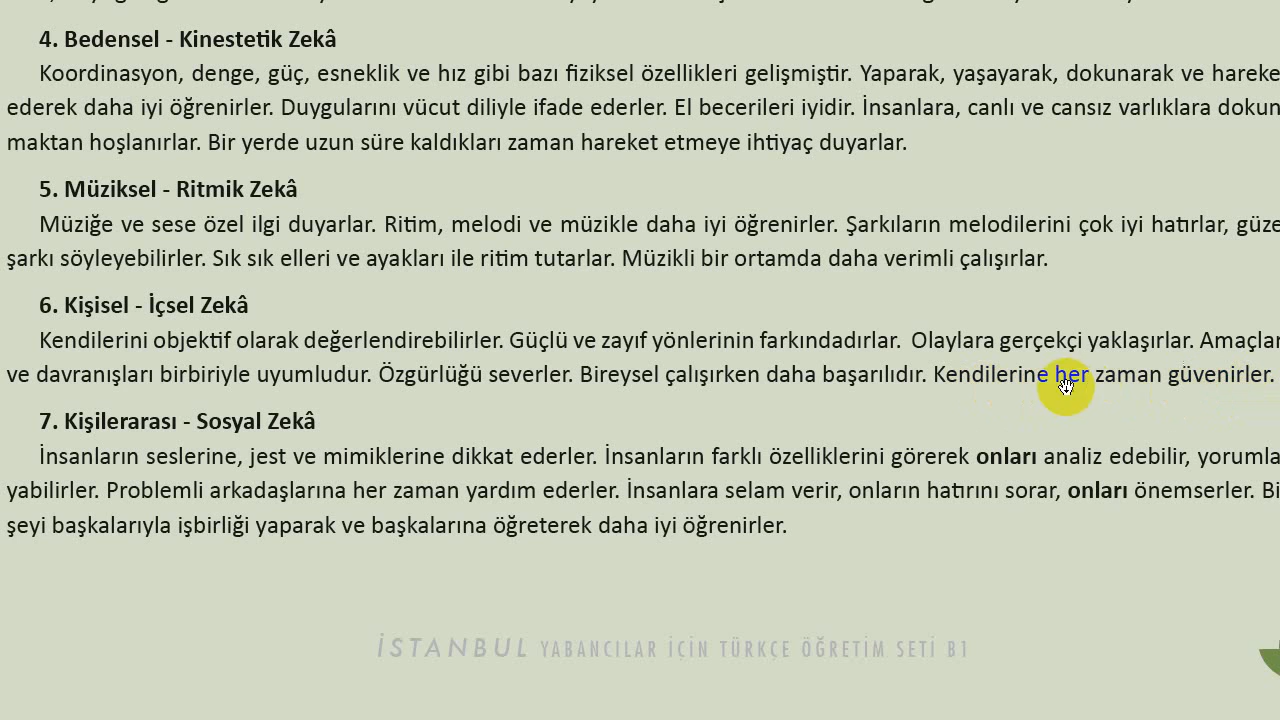 4. Bedensel - Kinestetik Zekâ
Koordinasyon, denge, güç, esneklik ve hız gibi bazı fiziksel özellikleri gelişmiştir. Yaparak, yaşayarak, dokunarak ve hareke
ederek daha iyi öğrenirler. Duygularını vücut diliyle ifade ederler. El becerileri iyidir. İnsanlara, canlı ve cansız varlıklara dokun
maktan hoşlanırlar. Bir yerde uzun süre kaldıkları zaman hareket etmeye ihtiyaç duyarlar.
5. Müziksel - Ritmik Zekâ
Müziğe ve sese özel ilgi duyarlar. Ritim, melodi ve müzikle daha iyi öğrenirler. Şarkıların melodilerini çok iyi hatırlar, güze
şarkı söyleyebilirler. Sık sık elleri ve ayakları ile ritim tutarlar. Müzikli bir ortamda daha verimli çalışırlar.
6. Kişisel - İçsel Zekâ
Kendilerini objektif olarak değerlendirebilirler. Güçlü ve zayıf yönlerinin farkındadırlar. Olaylara gerçekçi yaklaşırlar. Amaçlar
ve davranışları birbiriyle uyumludur. Özgürlüğü severler. Bireysel çalışırken daha başarılıdır. Kendilerine her zaman güvenirler.
7. Kişilerarası - Sosyal Zekâ
İnsanların seslerine, jest ve mimiklerine dikkat ederler. İnsanların farklı özelliklerini görerek onları analiz edebilir, yorumla
yabilirler. Problemli arkadaşlarına her zaman yardım ederler. İnsanlara selam verir, onların hatırını sorar, onları önemserler. Bi
şeyi başkalarıyla işbirliği yaparak ve başkalarına öğreterek daha iyi öğrenirler.
İSTANBUL YABANCILAR İÇİN TÜRKÇE ÖĞRETİM SETİ B1